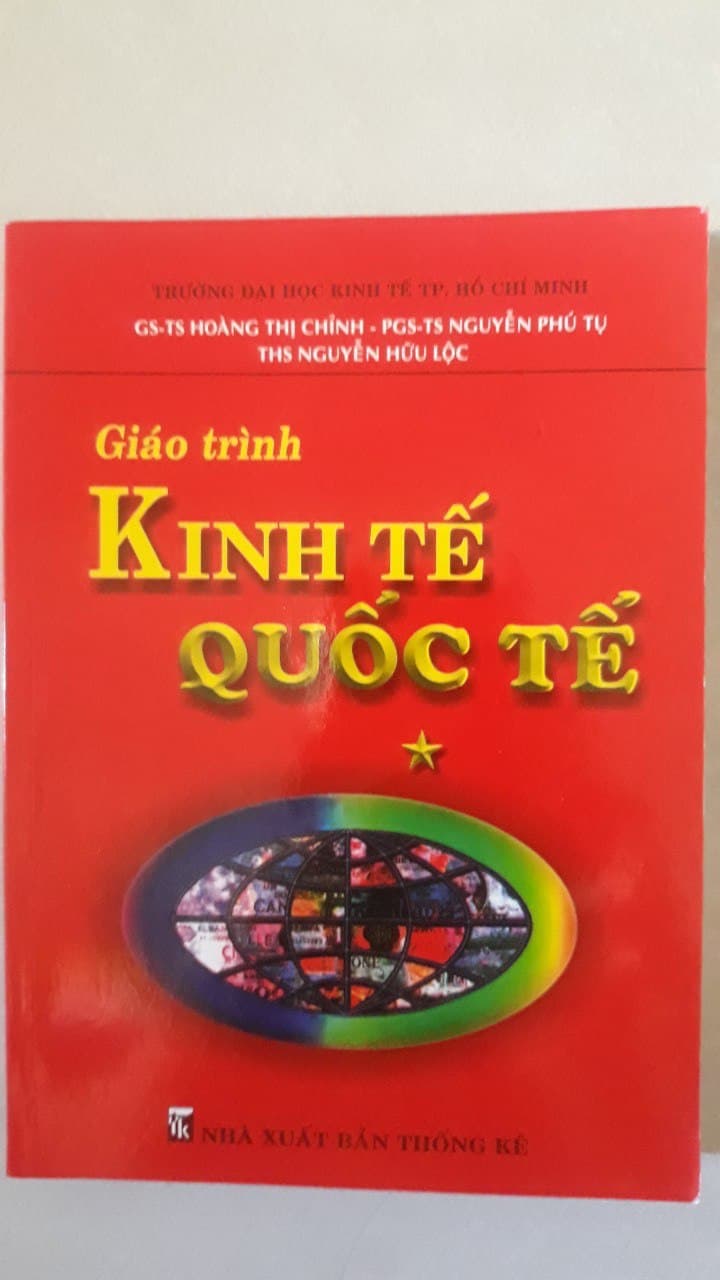 TRƯỜNG ĐẠI HỌC KINH TẾ TP. HỒ CHÍ MINH
GS-TS HOÀNG THỊ CHỈNH - PGS-TS NGUYỄN PHÚ TỤ
THS NGUYỄN HỮU LỘC
Giáo trình
KINH TẾ
QUỐC TẾ
NHÀ XUẤT BẢN THỐNG KÊ